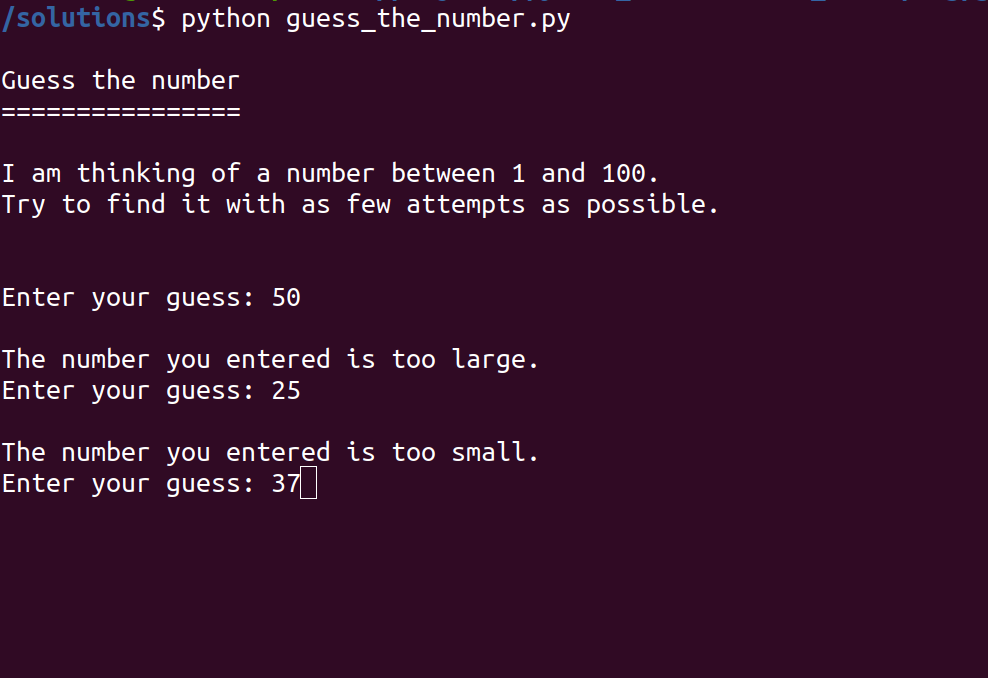 /solutions$ python guess_the_number.py
Guess the number
================
I am thinking of a number between 1 and 100.
Try to find it with as few attempts as possible.
Enter your guess: 50
The number you entered is too large.
Enter your guess: 25
The number you entered is too small.
Enter your guess: 37